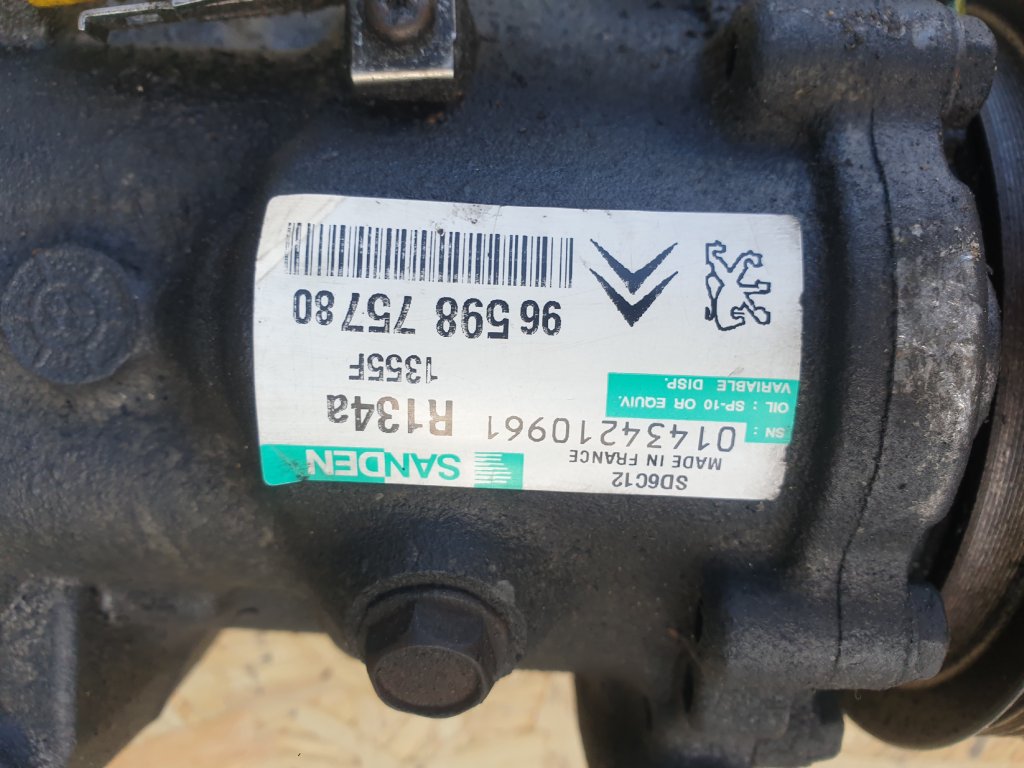 SD6C12
MADE IN FRANCE
SANDEN
SN : 01434210961
R134a
OIL : SP-10 OR EQUIV.
VARIABLE DISP.
1355F
96 598 757 80